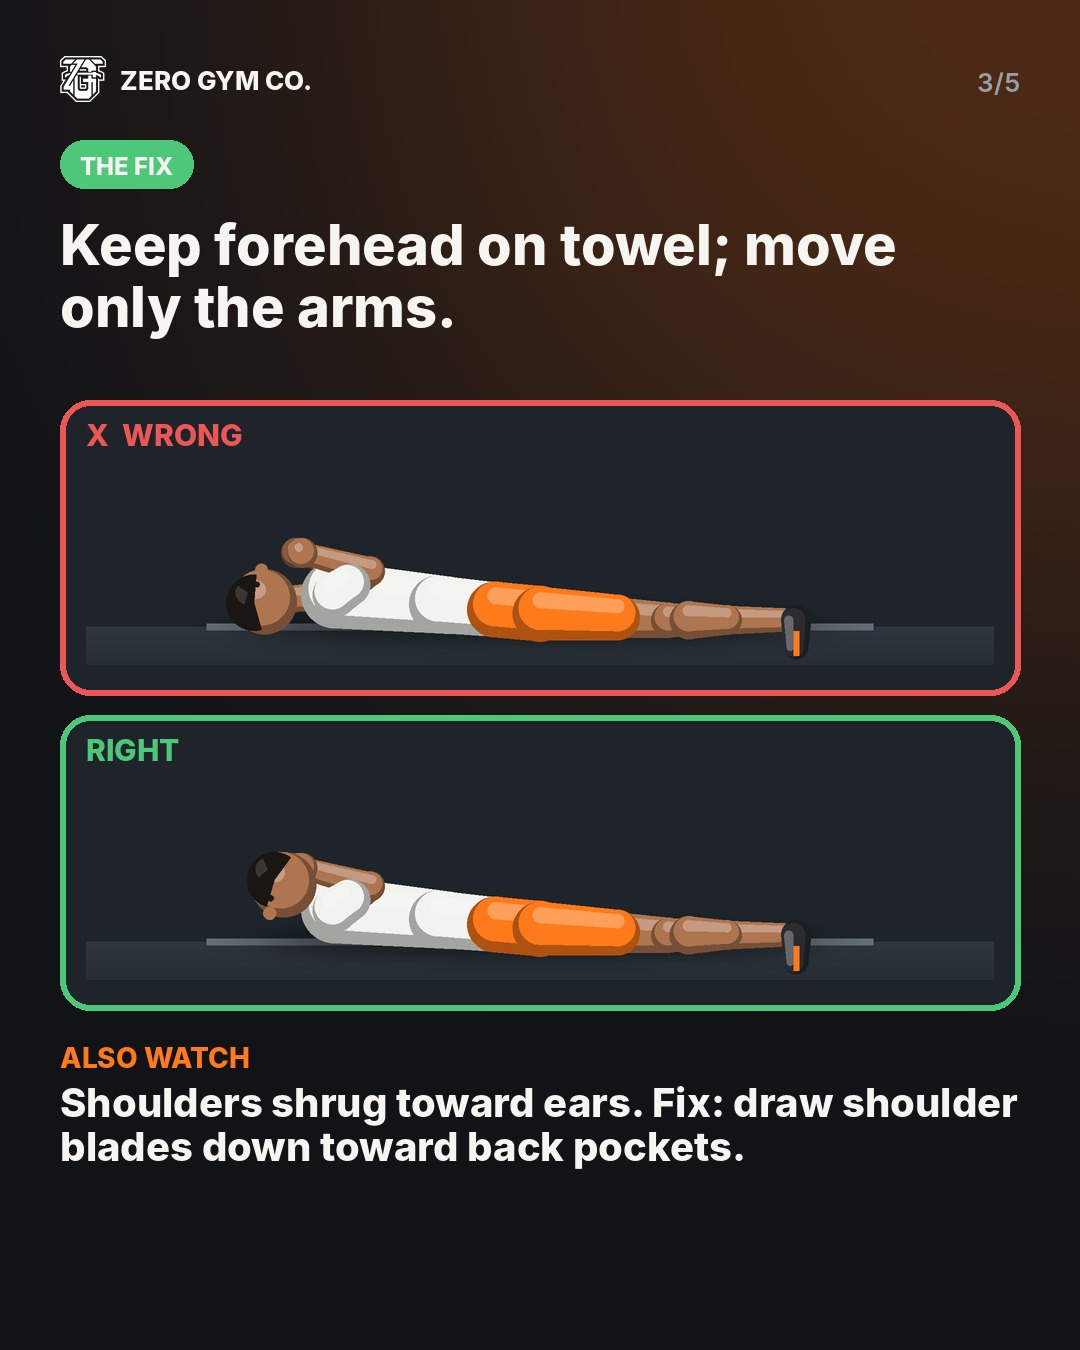 ZERO GYM CO.
3/5
THE FIX
Keep forehead on towel; move
only the arms.
X WRONG
RIGHT
ALSO WATCH
Shoulders shrug toward ears. Fix: draw shoulder
blades down toward back pockets.